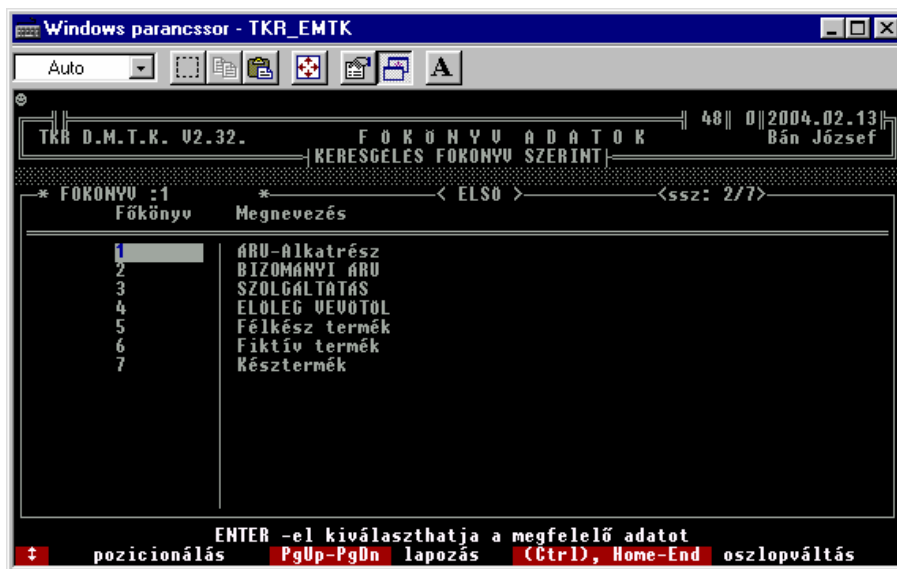 Windows parancssor - TKR_EMTK
Auto A
48 0 2004.02.13
TKR D.M.T.K. V2.32. FŐKÖNYV ADATOK Bán József
KERESGÉLÉS FŐKÖNYV SZERINT
* FŐKÖNYV :1 * < ELSŐ > <ssz: 2/7>
Főkönyv Megnevezés
1 ÁRU-Alkatrész
2 BIZOMÁNYI ÁRU
3 SZOLGÁLTATÁS
4 ELŐLEG VEVŐTŐL
5 Félkész termék
6 Fiktív termék
7 Késztermék
ENTER -el kiválaszthatja a megfelelő adatot
↕ pozicionálás PgUp-PgDn lapozás (Ctrl), Home-End oszlopváltás